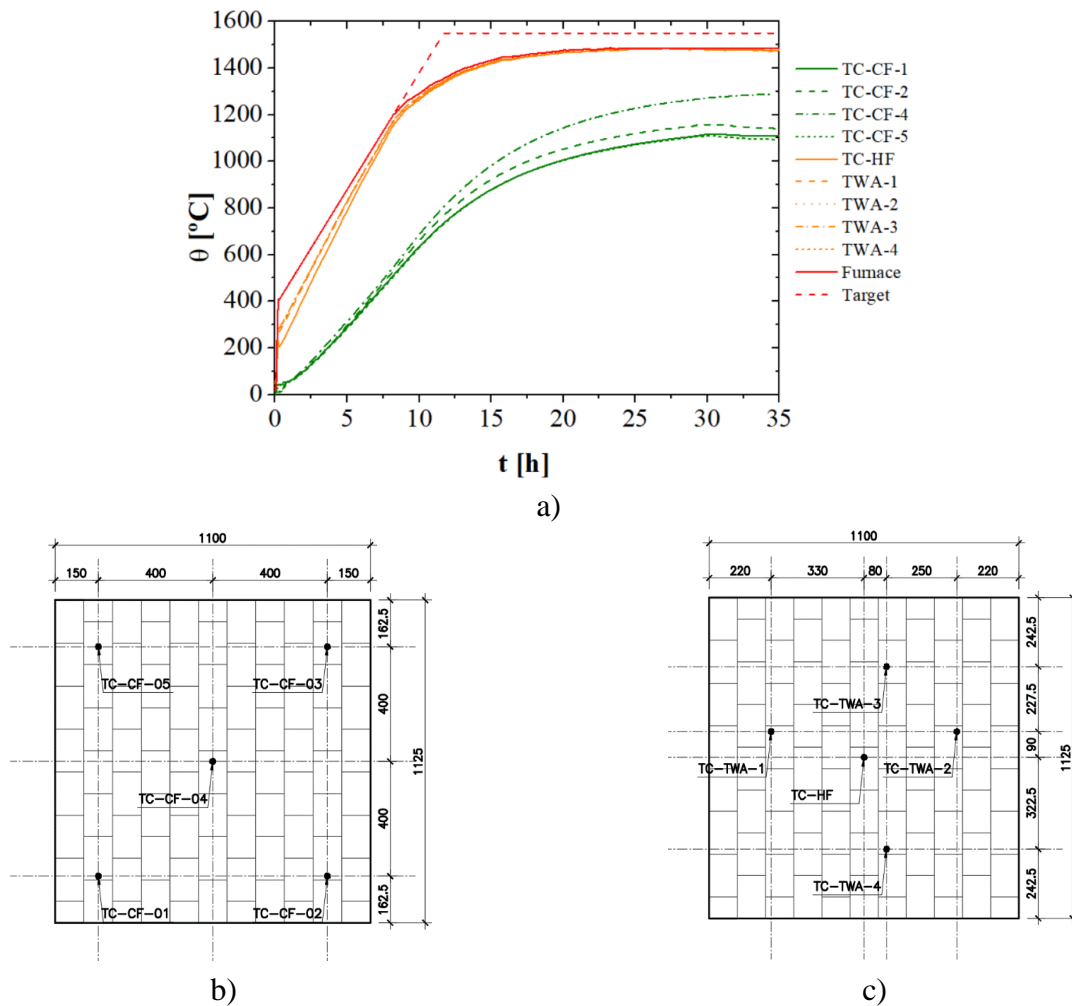 1600
1400
1200
1000
800
600
400
200
0
θ [ºC]
0 5 10 15 20 25 30 35
t [h]
TC-CF-1
TC-CF-2
TC-CF-4
TC-CF-5
TC-HF
TWA-1
TWA-2
TWA-3
TWA-4
Furnace
Target
a)
1100
150 400 400 150
162.5
400
400
162.5
1125
TC-CF-05
TC-CF-03
TC-CF-04
TC-CF-01
TC-CF-02
b)
1100
220 330 80 250 220
242.5
227.5
90
322.5
242.5
1125
TC-TWA-3
TC-TWA-1
TC-TWA-2
TC-HF
TC-TWA-4
c)